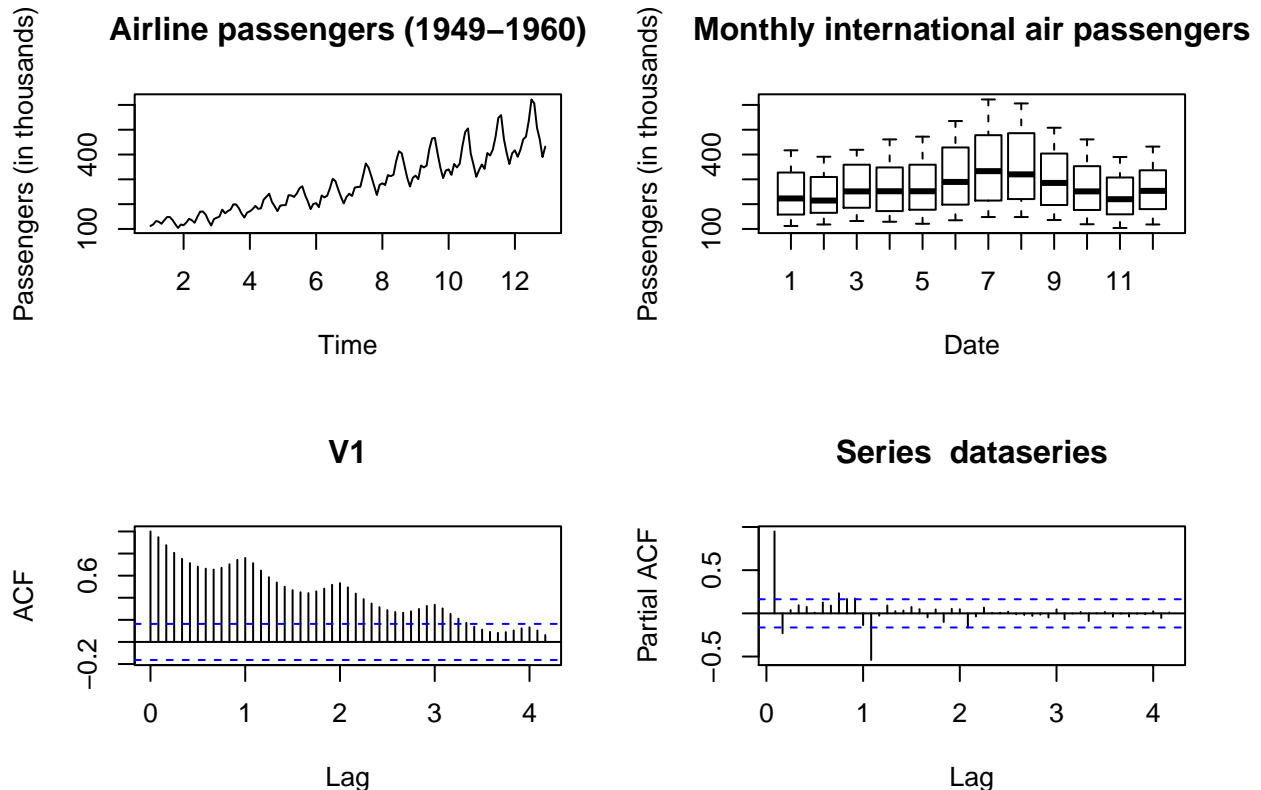 Airline passengers (1949−1960)
Passengers (in thousands)
400
100
2 4 6 8 10 12
Time
Monthly international air passengers
Passengers (in thousands)
400
100
1 3 5 7 9 11
Date
V1
ACF
0.6
−0.2
0 1 2 3 4
Lag
Series dataseries
Partial ACF
0.5
−0.5
0 1 2 3 4
Lag